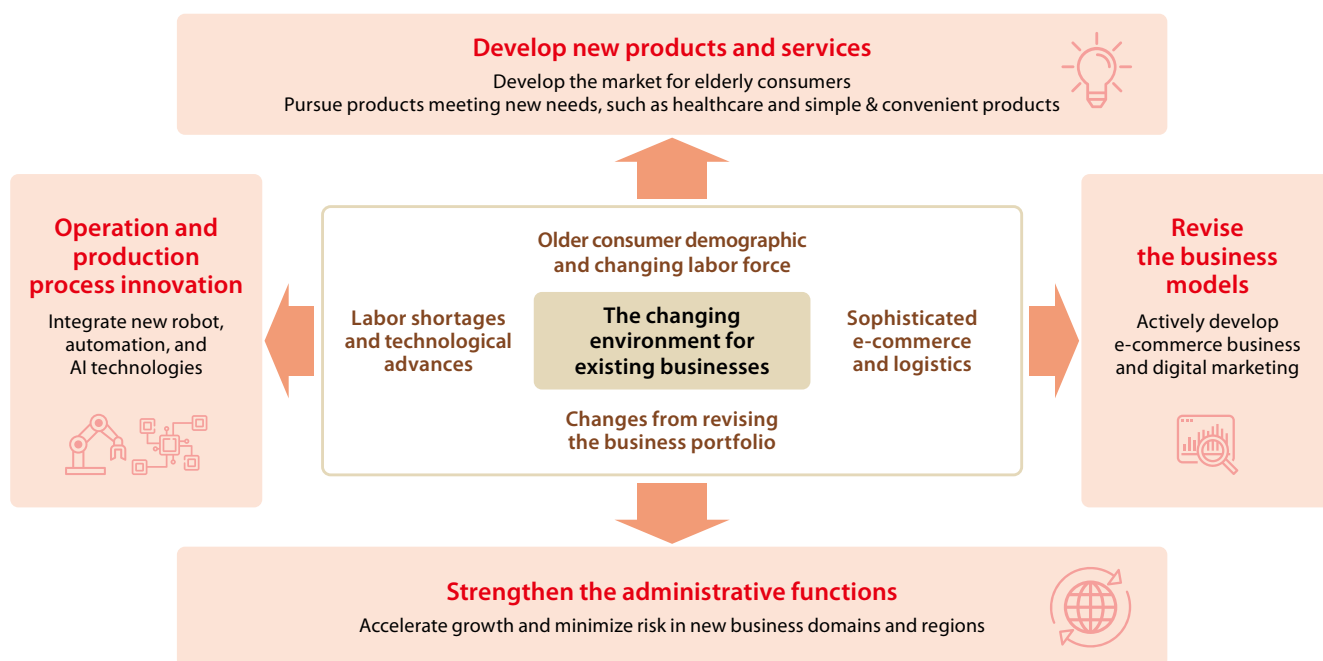 Develop new products and services
Develop the market for elderly consumers
Pursue products meeting new needs, such as healthcare and simple & convenient products
Operation and
production
process innovation
Integrate new robot,
automation, and
AI technologies
Older consumer demographic
and changing labor force
Labor shortages
and technological
advances
The changing
environment for
existing businesses
Sophisticated
e-commerce
and logistics
Changes from revising
the business portfolio
Revise
the business
models
Actively develop
e-commerce business
and digital marketing
Strengthen the administrative functions
Accelerate growth and minimize risk in new business domains and regions